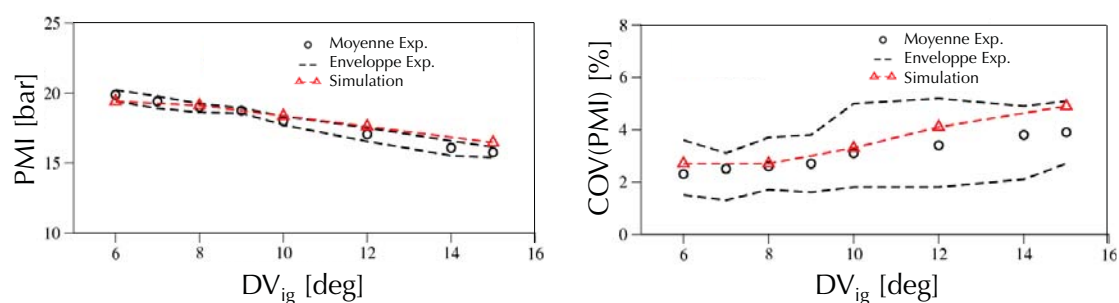 PMI [bar]
25
20
15
10
Moyenne Exp.
Enveloppe Exp.
Simulation
6
8
10
12
14
16
DV_ig [deg]
COV(PMI) [%]
8
6
4
2
0
Moyenne Exp.
Enveloppe Exp.
Simulation
6
8
10
12
14
16
DV_ig [deg]